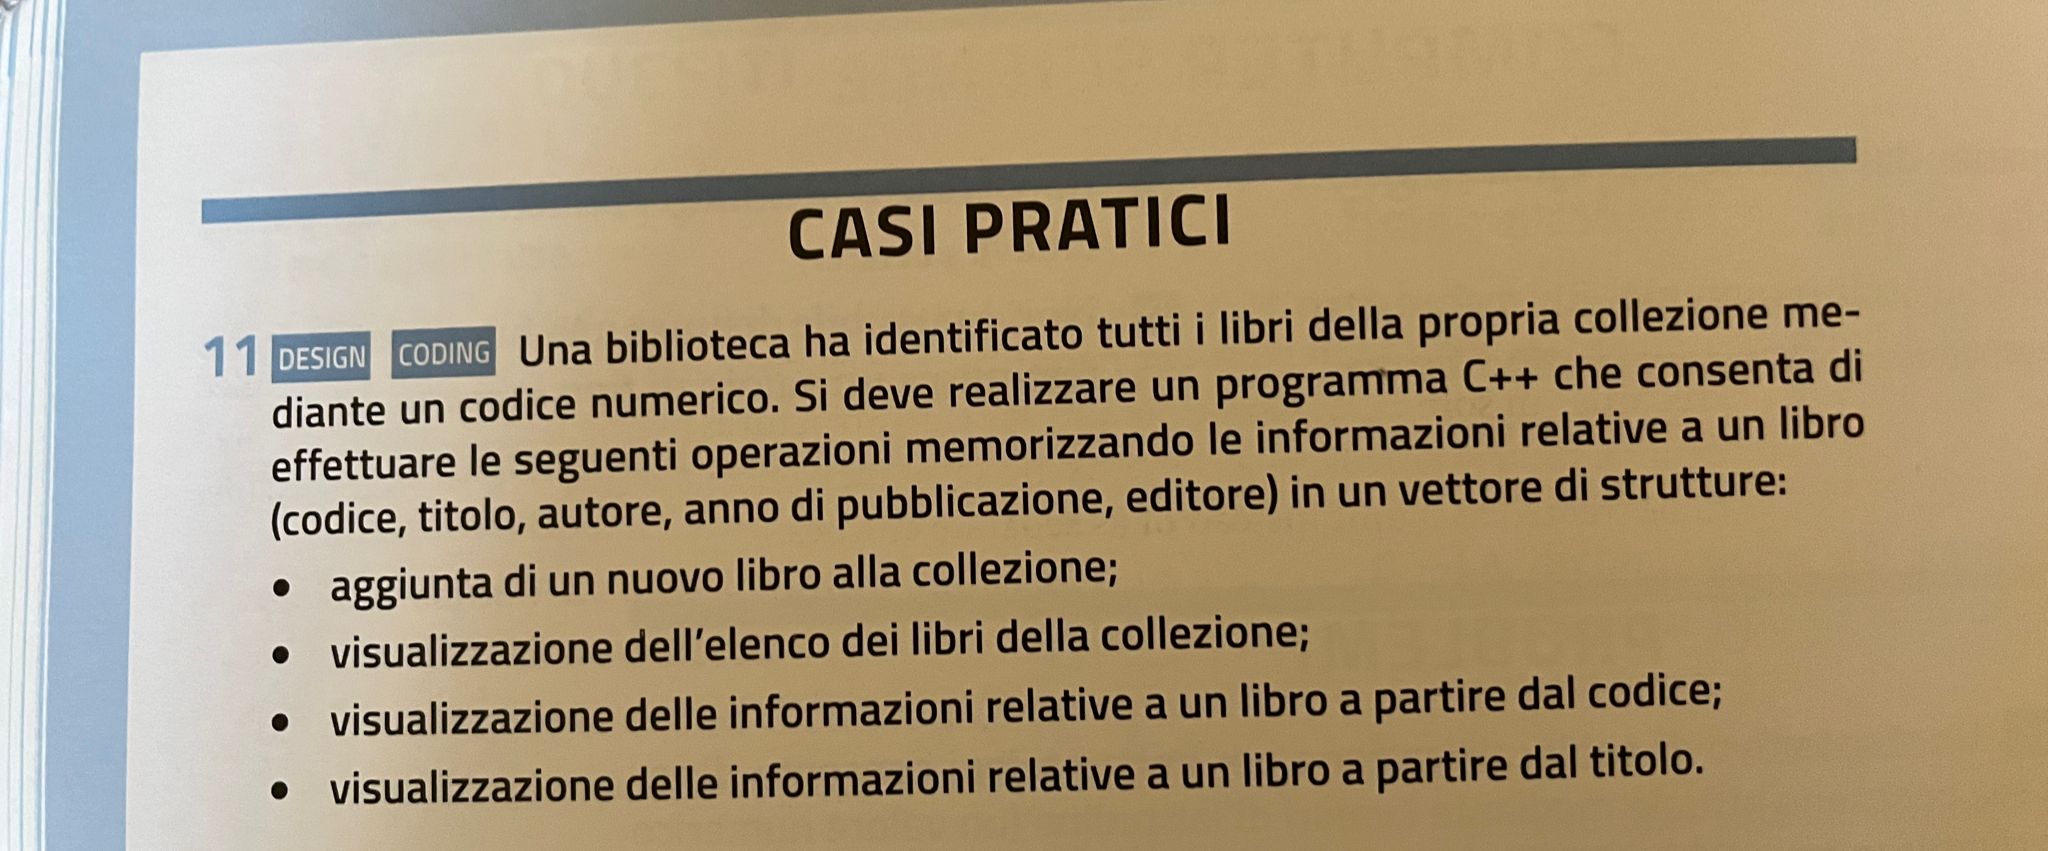 CASI PRATICI
11 DESIGN CODING Una biblioteca ha identificato tutti i libri della propria collezione me-
diante un codice numerico. Si deve realizzare un programma C++ che consenta di
effettuare le seguenti operazioni memorizzando le informazioni relative a un libro
(codice, titolo, autore, anno di pubblicazione, editore) in un vettore di strutture:
• aggiunta di un nuovo libro alla collezione;
• visualizzazione dell'elenco dei libri della collezione;
• visualizzazione delle informazioni relative a un libro a partire dal codice;
• visualizzazione delle informazioni relative a un libro a partire dal titolo.